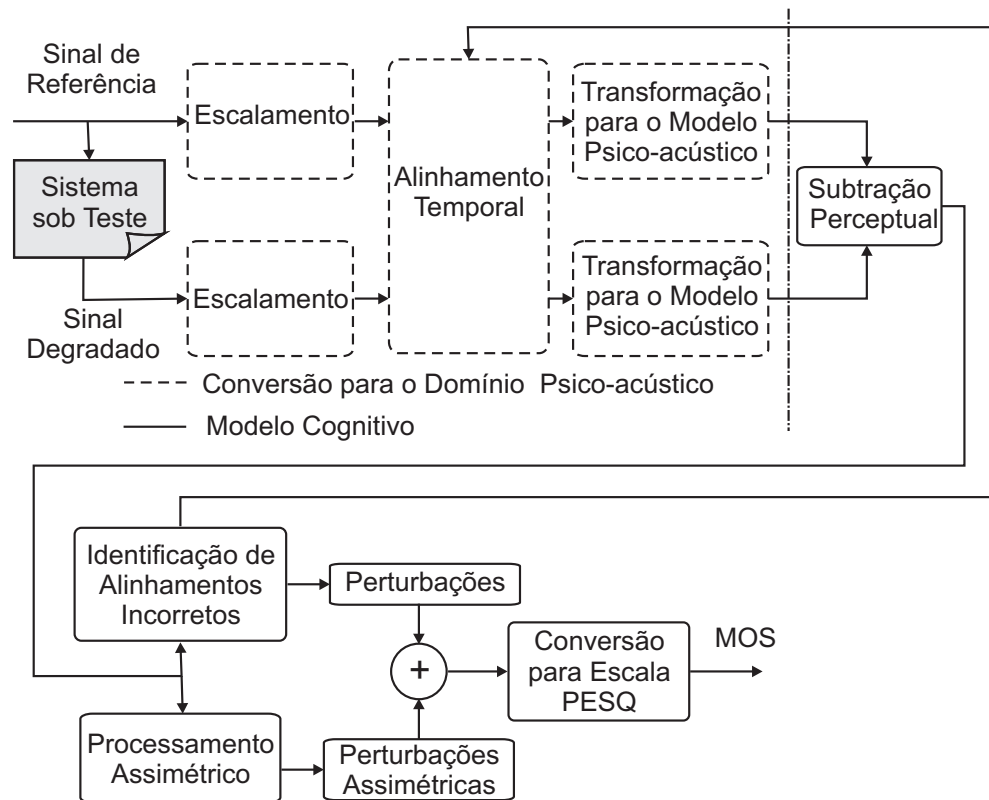 Sinal de
Referência
Escalamento
Alinhamento
Temporal
Transformação
para o Modelo
Psico-acústico
Sistema
sob Teste
Subtração
Perceptual
Sinal
Degradado
Escalamento
Transformação
para o Modelo
Psico-acústico
Conversão para o Domínio Psico-acústico
Modelo Cognitivo
Identificação de
Alinhamentos
Incorretos
Perturbações
+
Conversão
para Escala
PESQ
MOS
Processamento
Assimétrico
Perturbações
Assimétricas